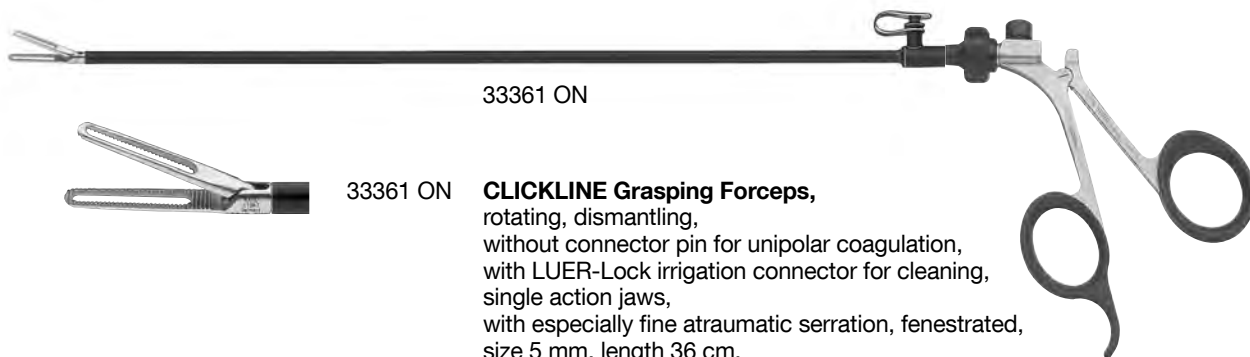 33361 ON
33361 ON CLICKLINE Grasping Forceps,
rotating, dismantling,
without connector pin for unipolar coagulation,
with LUER-Lock irrigation connector for cleaning,
single action jaws,
with especially fine atraumatic serration, fenestrated,
size 5 mm, length 36 cm,